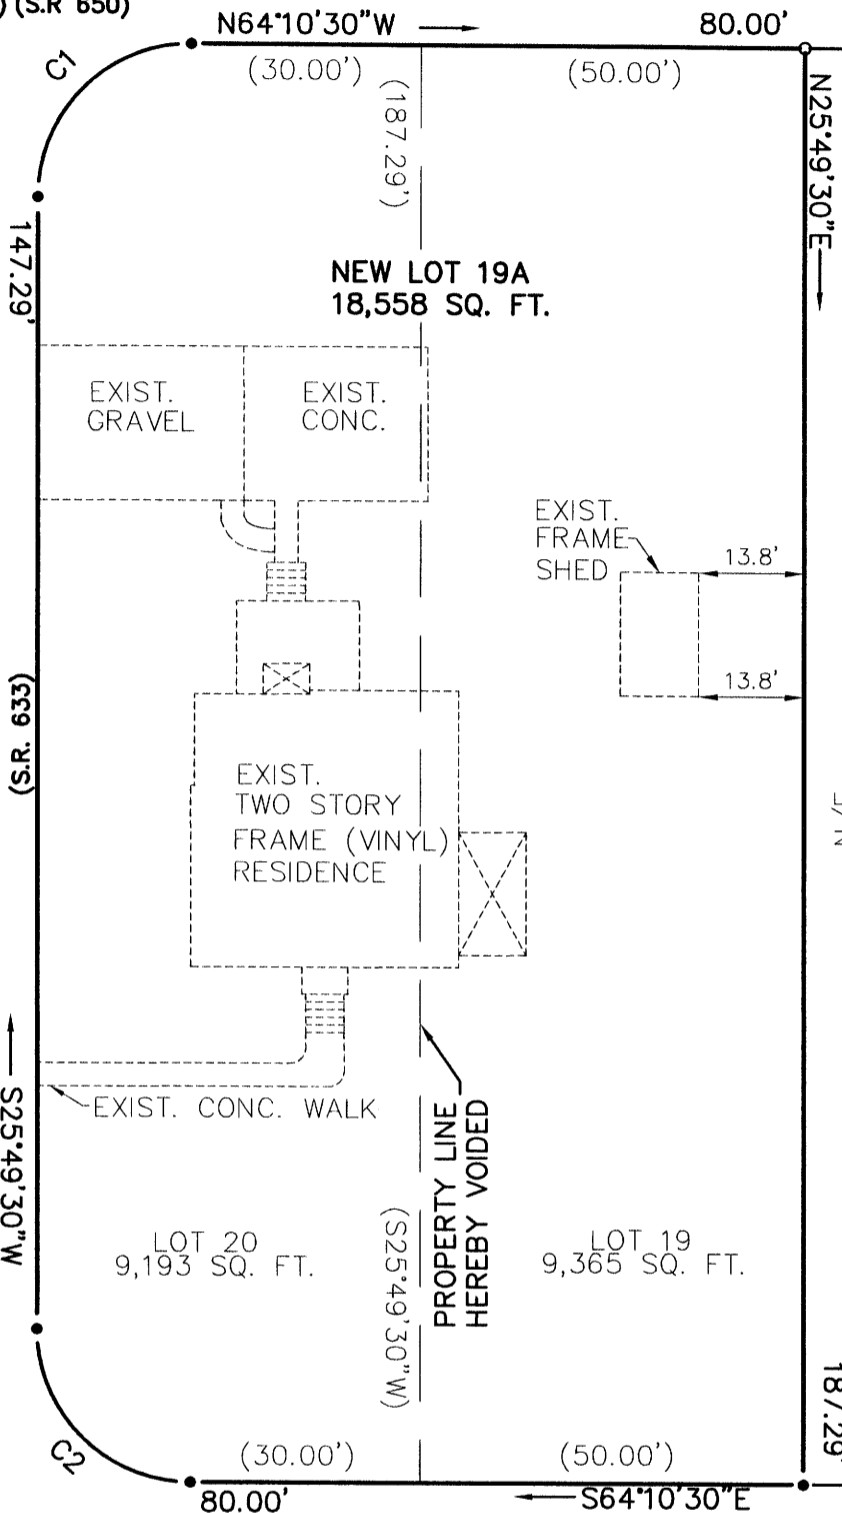 ) (S.R 650)
N64°10'30"W
80.00'
(30.00')
(50.00')
C1
(187.29')
N25°49'30"E
147.29'
NEW LOT 19A
18,558 SQ. FT.
EXIST.
GRAVEL
EXIST.
CONC.
EXIST.
FRAME
SHED
13.8'
13.8'
(S.R. 633)
EXIST.
TWO STORY
FRAME (VINYL)
RESIDENCE
S25°49'30"W
EXIST. CONC. WALK
PROPERTY LINE
HEREBY VOIDED
(S25°49'30"W)
LOT 20
9,193 SQ. FT.
LOT 19
9,365 SQ. FT.
187.29'
C2
(30.00')
(50.00')
80.00'
S64°10'30"E